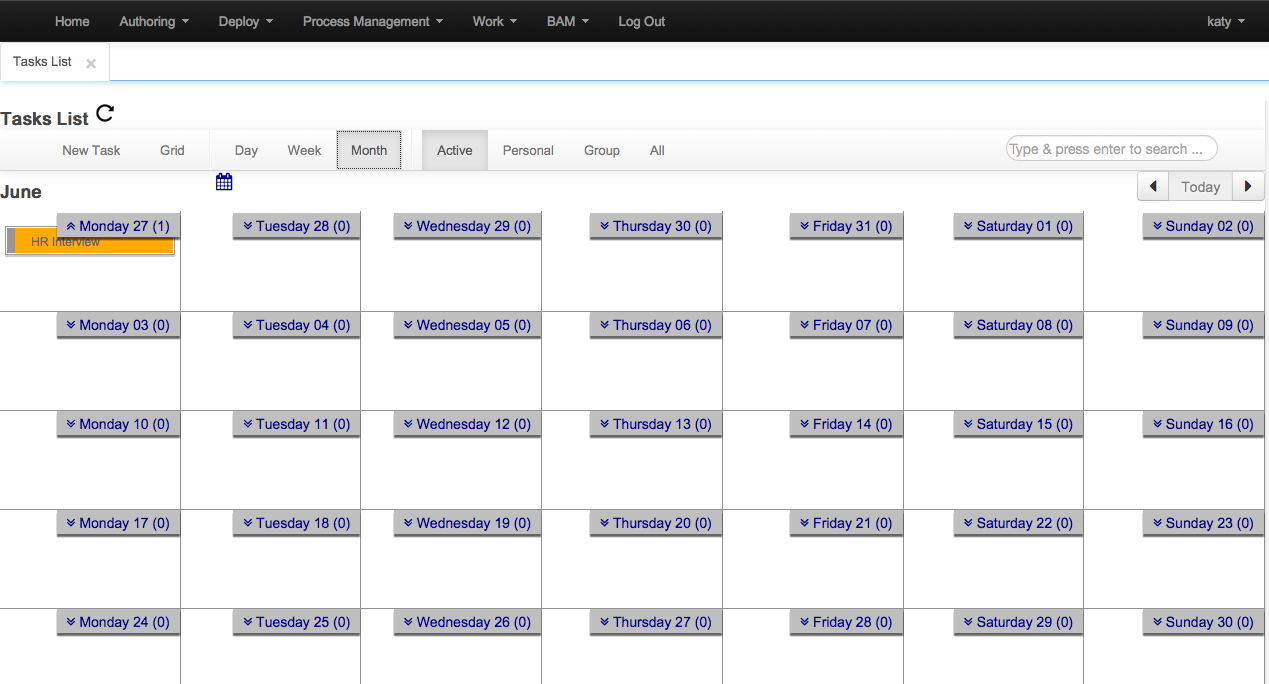 Home Authoring Deploy Process Management Work BAM Log Out katy
Tasks List
Tasks List
New Task Grid Day Week Month Active Personal Group All Type & press enter to search ...
June Today
Monday 27 (1) Tuesday 28 (0) Wednesday 29 (0) Thursday 30 (0) Friday 31 (0) Saturday 01 (0) Sunday 02 (0)
HR Interview
Monday 03 (0) Tuesday 04 (0) Wednesday 05 (0) Thursday 06 (0) Friday 07 (0) Saturday 08 (0) Sunday 09 (0)
Monday 10 (0) Tuesday 11 (0) Wednesday 12 (0) Thursday 13 (0) Friday 14 (0) Saturday 15 (0) Sunday 16 (0)
Monday 17 (0) Tuesday 18 (0) Wednesday 19 (0) Thursday 20 (0) Friday 21 (0) Saturday 22 (0) Sunday 23 (0)
Monday 24 (0) Tuesday 25 (0) Wednesday 26 (0) Thursday 27 (0) Friday 28 (0) Saturday 29 (0) Sunday 30 (0)